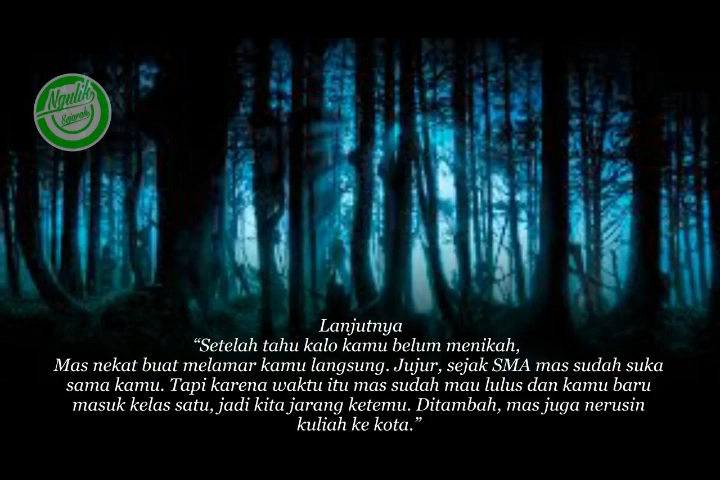 Ngulik
Sejarah
Lanjutnya
“Setelah tahu kalo kamu belum menikah,
Mas nekat buat melamar kamu langsung. Jujur, sejak SMA mas sudah suka
sama kamu. Tapi karena waktu itu mas sudah mau lulus dan kamu baru
masuk kelas satu, jadi kita jarang ketemu. Ditambah, mas juga nerusin
kuliah ke kota.”